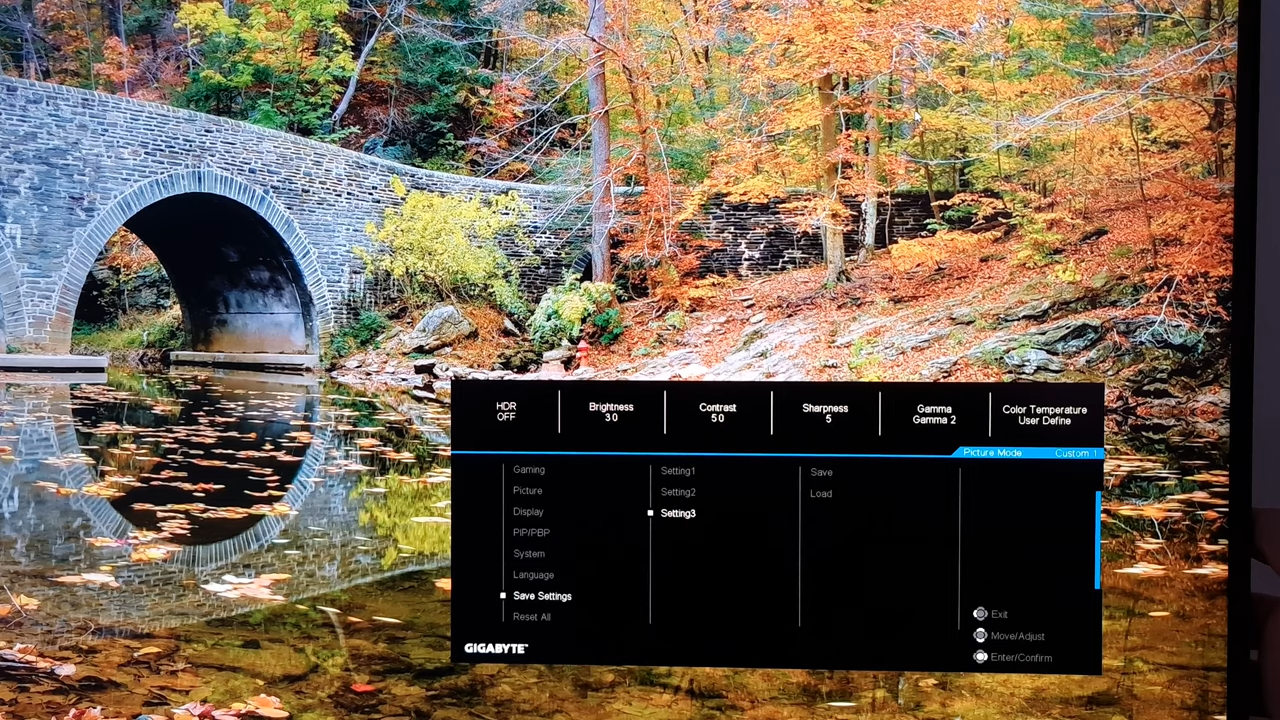 HDR
OFF
Brightness
30
Contrast
50
Sharpness
5
Gamma
Gamma 2
Color Temperature
User Define
Picture Mode Custom 1
Gaming
Picture
Display
PIP/PBP
System
Language
Save Settings
Reset All
Setting1
Setting2
Setting3
Save
Load
Exit
Move/Adjust
Enter/Confirm
GIGABYTE™